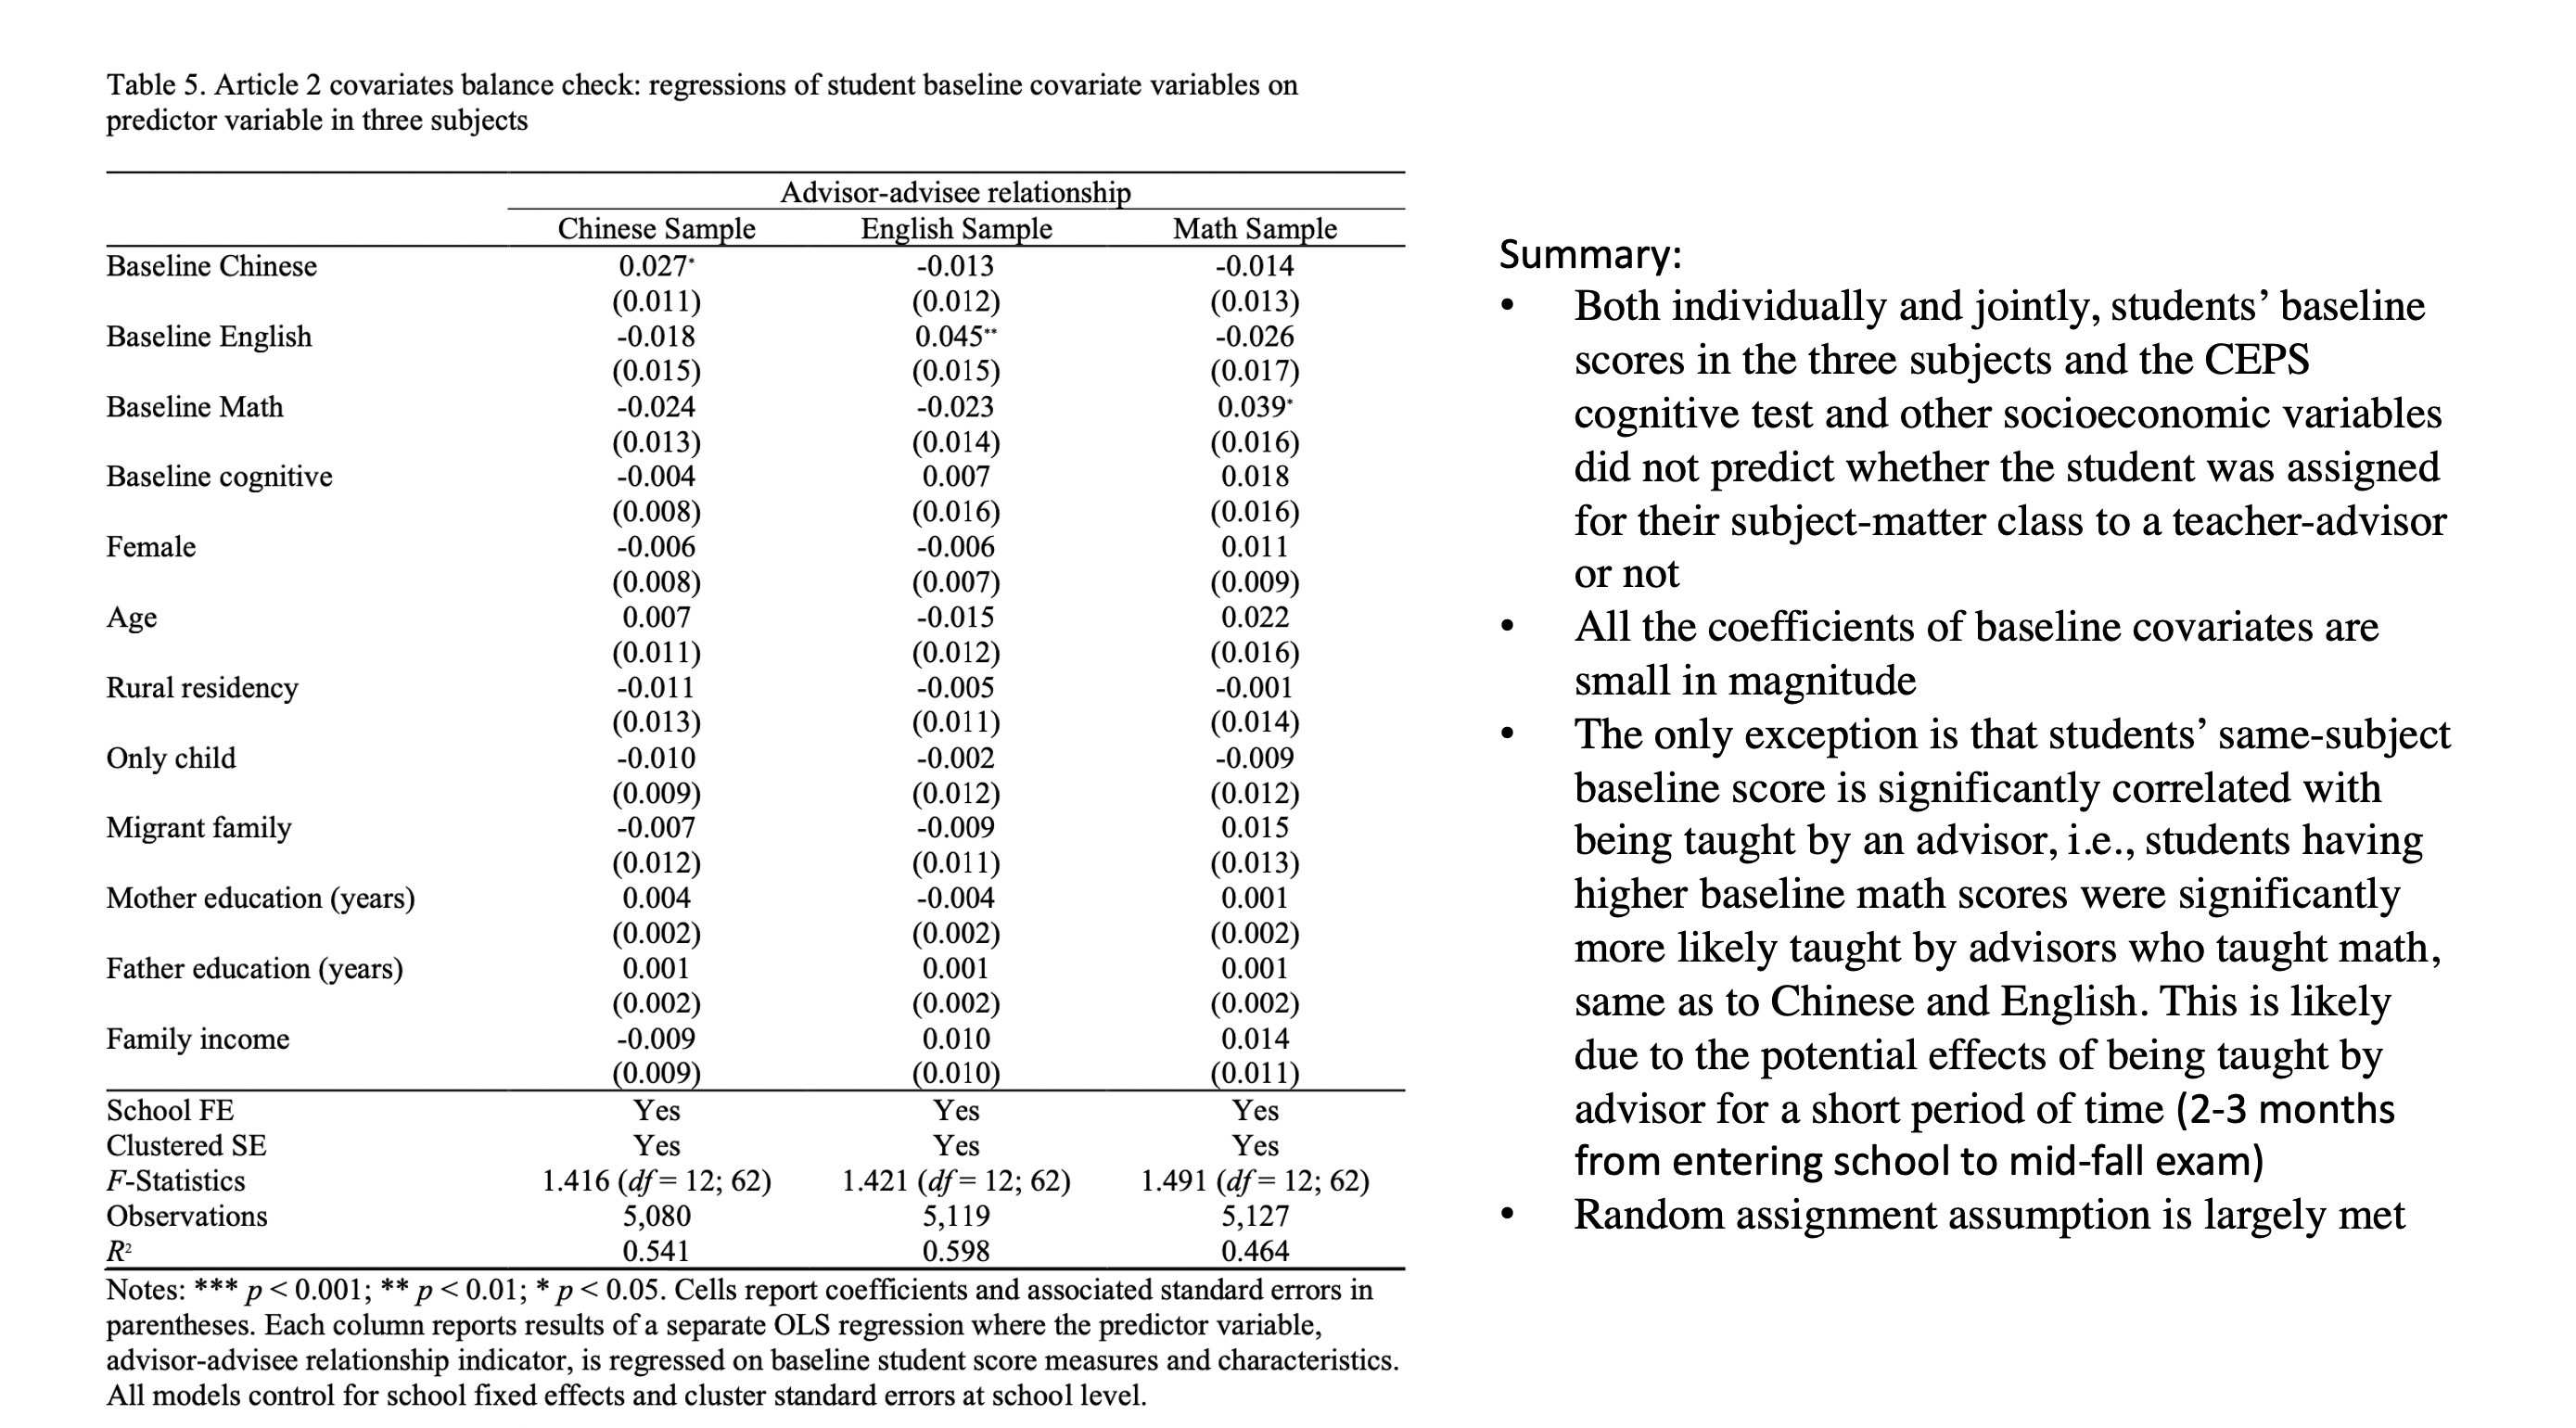 Table 5. Article 2 covariates balance check: regressions of student baseline covariate variables on
predictor variable in three subjects
Advisor-advisee relationship
Chinese Sample English Sample Math Sample
Baseline Chinese 0.027* -0.013 -0.014
(0.011) (0.012) (0.013)
Baseline English -0.018 0.045** -0.026
(0.015) (0.015) (0.017)
Baseline Math -0.024 -0.023 0.039*
(0.013) (0.014) (0.016)
Baseline cognitive -0.004 0.007 0.018
(0.008) (0.016) (0.016)
Female -0.006 -0.006 0.011
(0.008) (0.007) (0.009)
Age 0.007 -0.015 0.022
(0.011) (0.012) (0.016)
Rural residency -0.011 -0.005 -0.001
(0.013) (0.011) (0.014)
Only child -0.010 -0.002 -0.009
(0.009) (0.012) (0.012)
Migrant family -0.007 -0.009 0.015
(0.012) (0.011) (0.013)
Mother education (years) 0.004 -0.004 0.001
(0.002) (0.002) (0.002)
Father education (years) 0.001 0.001 0.001
(0.002) (0.002) (0.002)
Family income -0.009 0.010 0.014
(0.009) (0.010) (0.011)
School FE Yes Yes Yes
Clustered SE Yes Yes Yes
F-Statistics 1.416 (df = 12; 62) 1.421 (df = 12; 62) 1.491 (df = 12; 62)
Observations 5,080 5,119 5,127
R² 0.541 0.598 0.464
Notes: *** p < 0.001; ** p < 0.01; * p < 0.05. Cells report coefficients and associated standard errors in
parentheses. Each column reports results of a separate OLS regression where the predictor variable,
advisor-advisee relationship indicator, is regressed on baseline student score measures and characteristics.
All models control for school fixed effects and cluster standard errors at school level.
Summary:
• Both individually and jointly, students’ baseline
scores in the three subjects and the CEPS
cognitive test and other socioeconomic variables
did not predict whether the student was assigned
for their subject-matter class to a teacher-advisor
or not
• All the coefficients of baseline covariates are
small in magnitude
• The only exception is that students’ same-subject
baseline score is significantly correlated with
being taught by an advisor, i.e., students having
higher baseline math scores were significantly
more likely taught by advisors who taught math,
same as to Chinese and English. This is likely
due to the potential effects of being taught by
advisor for a short period of time (2-3 months
from entering school to mid-fall exam)
• Random assignment assumption is largely met